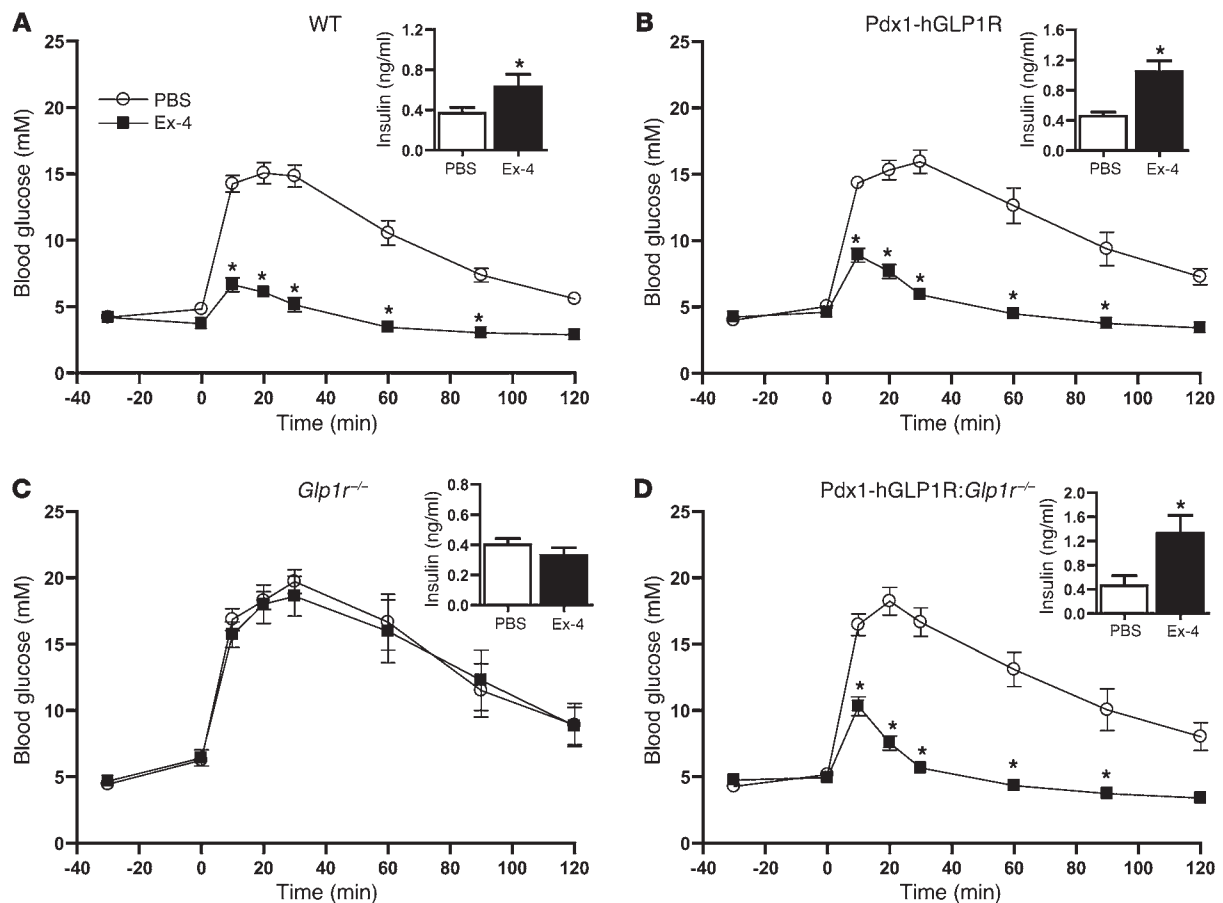 A
WT
25
20
15
10
5
0
Blood glucose (mM)
PBS
Ex-4
1.2
0.8
0.4
0.0
Insulin (ng/ml)
*
PBS
Ex-4
* * * * *
-40 -20 0 20 40 60 80 100 120
Time (min)
B
Pdx1-hGLP1R
25
20
15
10
5
0
Blood glucose (mM)
1.6
1.2
0.8
0.4
0.0
Insulin (ng/ml)
*
PBS
Ex-4
* * * * *
-40 -20 0 20 40 60 80 100 120
Time (min)
C
Glp1r–/–
25
20
15
10
5
0
Blood glucose (mM)
0.8
0.6
0.4
0.2
0.0
Insulin (ng/ml)
PBS
Ex-4
-40 -20 0 20 40 60 80 100 120
Time (min)
D
Pdx1-hGLP1R:Glp1r–/–
25
20
15
10
5
0
Blood glucose (mM)
2.0
1.6
1.2
0.8
0.4
0.0
Insulin (ng/ml)
*
PBS
Ex-4
* * * * *
-40 -20 0 20 40 60 80 100 120
Time (min)